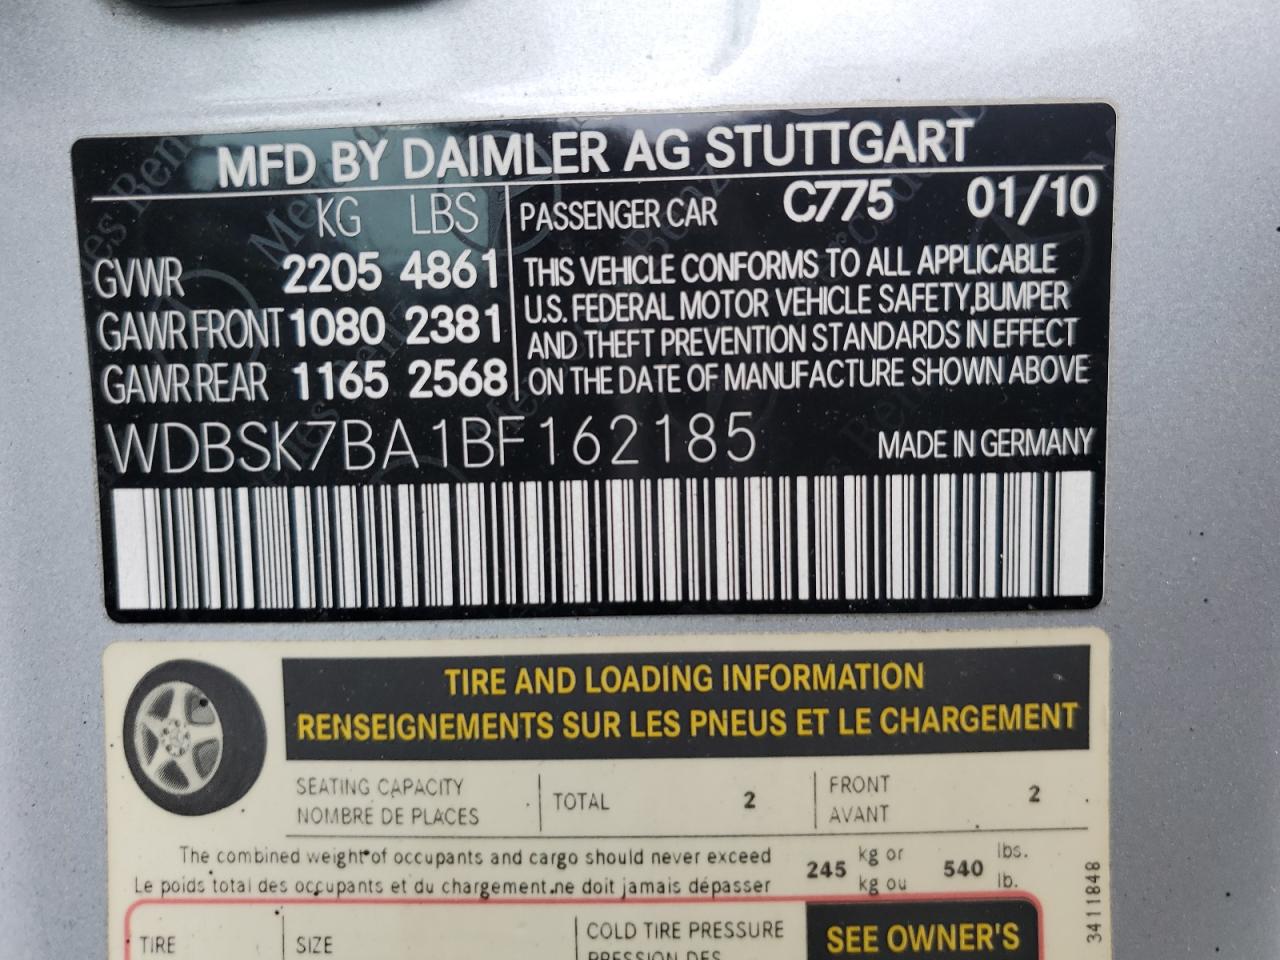 MFD BY DAIMLER AG STUTTGART
KG LBS
GVWR 2205 4861
GAWR FRONT 1080 2381
GAWR REAR 1165 2568
PASSENGER CAR C775 01/10
THIS VEHICLE CONFORMS TO ALL APPLICABLE
U.S. FEDERAL MOTOR VEHICLE SAFETY,BUMPER
AND THEFT PREVENTION STANDARDS IN EFFECT
ON THE DATE OF MANUFACTURE SHOWN ABOVE
WDBSK7BA1BF162185 MADE IN GERMANY
TIRE AND LOADING INFORMATION
RENSEIGNEMENTS SUR LES PNEUS ET LE CHARGEMENT
SEATING CAPACITY
NOMBRE DE PLACES
TOTAL 2
FRONT
AVANT
2
The combined weight of occupants and cargo should never exceed
Le poids total des occupants et du chargement ne doit jamais dépasser
245 kg or 540 lbs.
kg ou lb.
3411848
TIRE SIZE
COLD TIRE PRESSURE
PRESSION DES
SEE OWNER'S